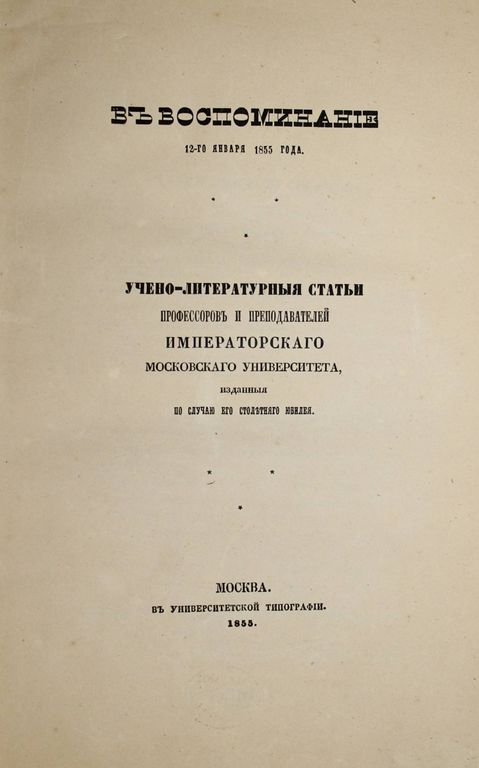 ВЪ ВОСПОМИНАНІЕ
12-ГО ЯНВАРЯ 1855 ГОДА.
УЧЕНО-ЛИТЕРАТУРНЫЯ СТАТЬИ
ПРОФЕССОРОВЪ И ПРЕПОДАВАТЕЛЕЙ
ИМПЕРАТОРСКАГО
МОСКОВСКАГО УНИВЕРСИТЕТА,
ИЗДАННЫЯ
ПО СЛУЧАЮ ЕГО СТОЛѢТНЯГО ЮБИЛЕЯ.
МОСКВА.
ВЪ УНИВЕРСИТЕТСКОЙ ТИПОГРАФІИ.
1855.